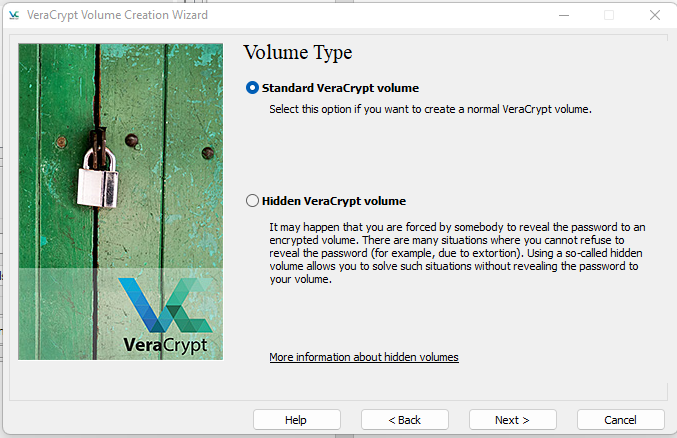 VeraCrypt Volume Creation Wizard
Volume Type
Standard VeraCrypt volume
Select this option if you want to create a normal VeraCrypt volume.
Hidden VeraCrypt volume
It may happen that you are forced by somebody to reveal the password to an
encrypted volume. There are many situations where you cannot refuse to
reveal the password (for example, due to extortion). Using a so-called hidden
volume allows you to solve such situations without revealing the password to
your volume.
VeraCrypt
More information about hidden volumes
Help
< Back
Next >
Cancel